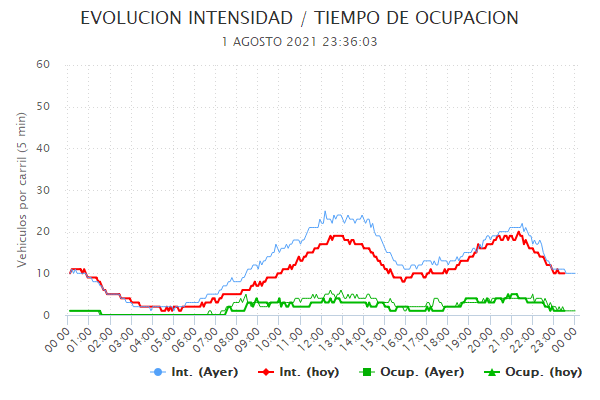 EVOLUCION INTENSIDAD / TIEMPO DE OCUPACION
1 AGOSTO 2021 23:36:03
Vehiculos por carril (5 min)
60
50
40
30
20
10
0
00:00 01:00 02:00 03:00 04:00 05:00 06:00 07:00 08:00 09:00 10:00 11:00 12:00 13:00 14:00 15:00 16:00 17:00 18:00 19:00 20:00 21:00 22:00 23:00 00:00
Int. (Ayer) Int. (hoy) Ocup. (Ayer) Ocup. (hoy)